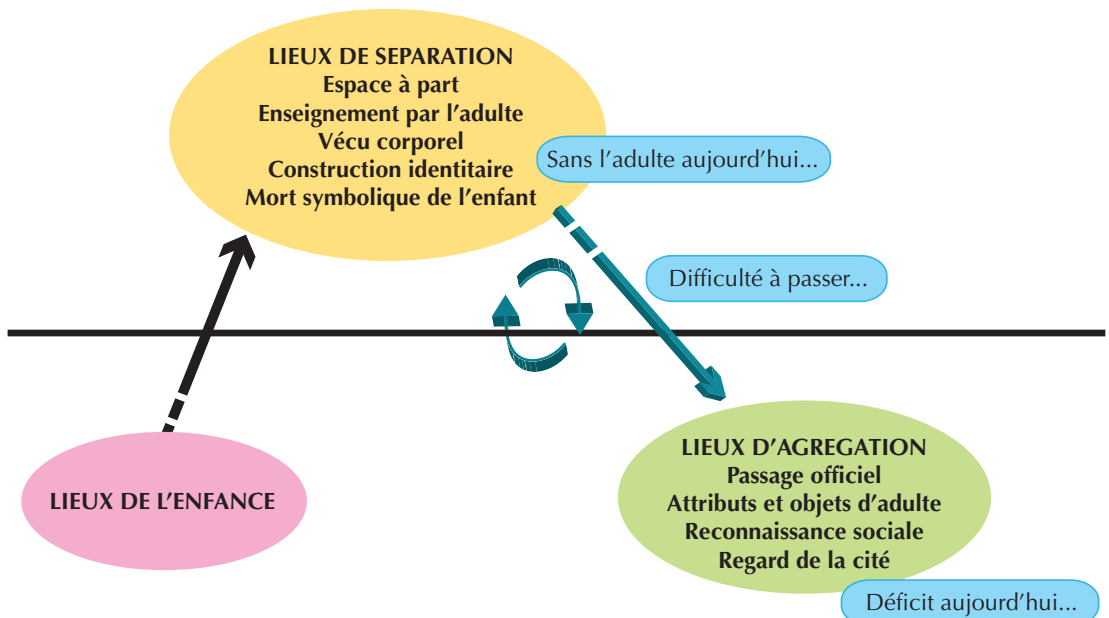 LIEUX DE SEPARATION
Espace à part
Enseignement par l’adulte
Vécu corporel
Construction identitaire
Mort symbolique de l’enfant
Sans l’adulte aujourd’hui...
Difficulté à passer...
LIEUX DE L’ENFANCE
LIEUX D’AGREGATION
Passage officiel
Attributs et objets d’adulte
Reconnaissance sociale
Regard de la cité
Déficit aujourd’hui...